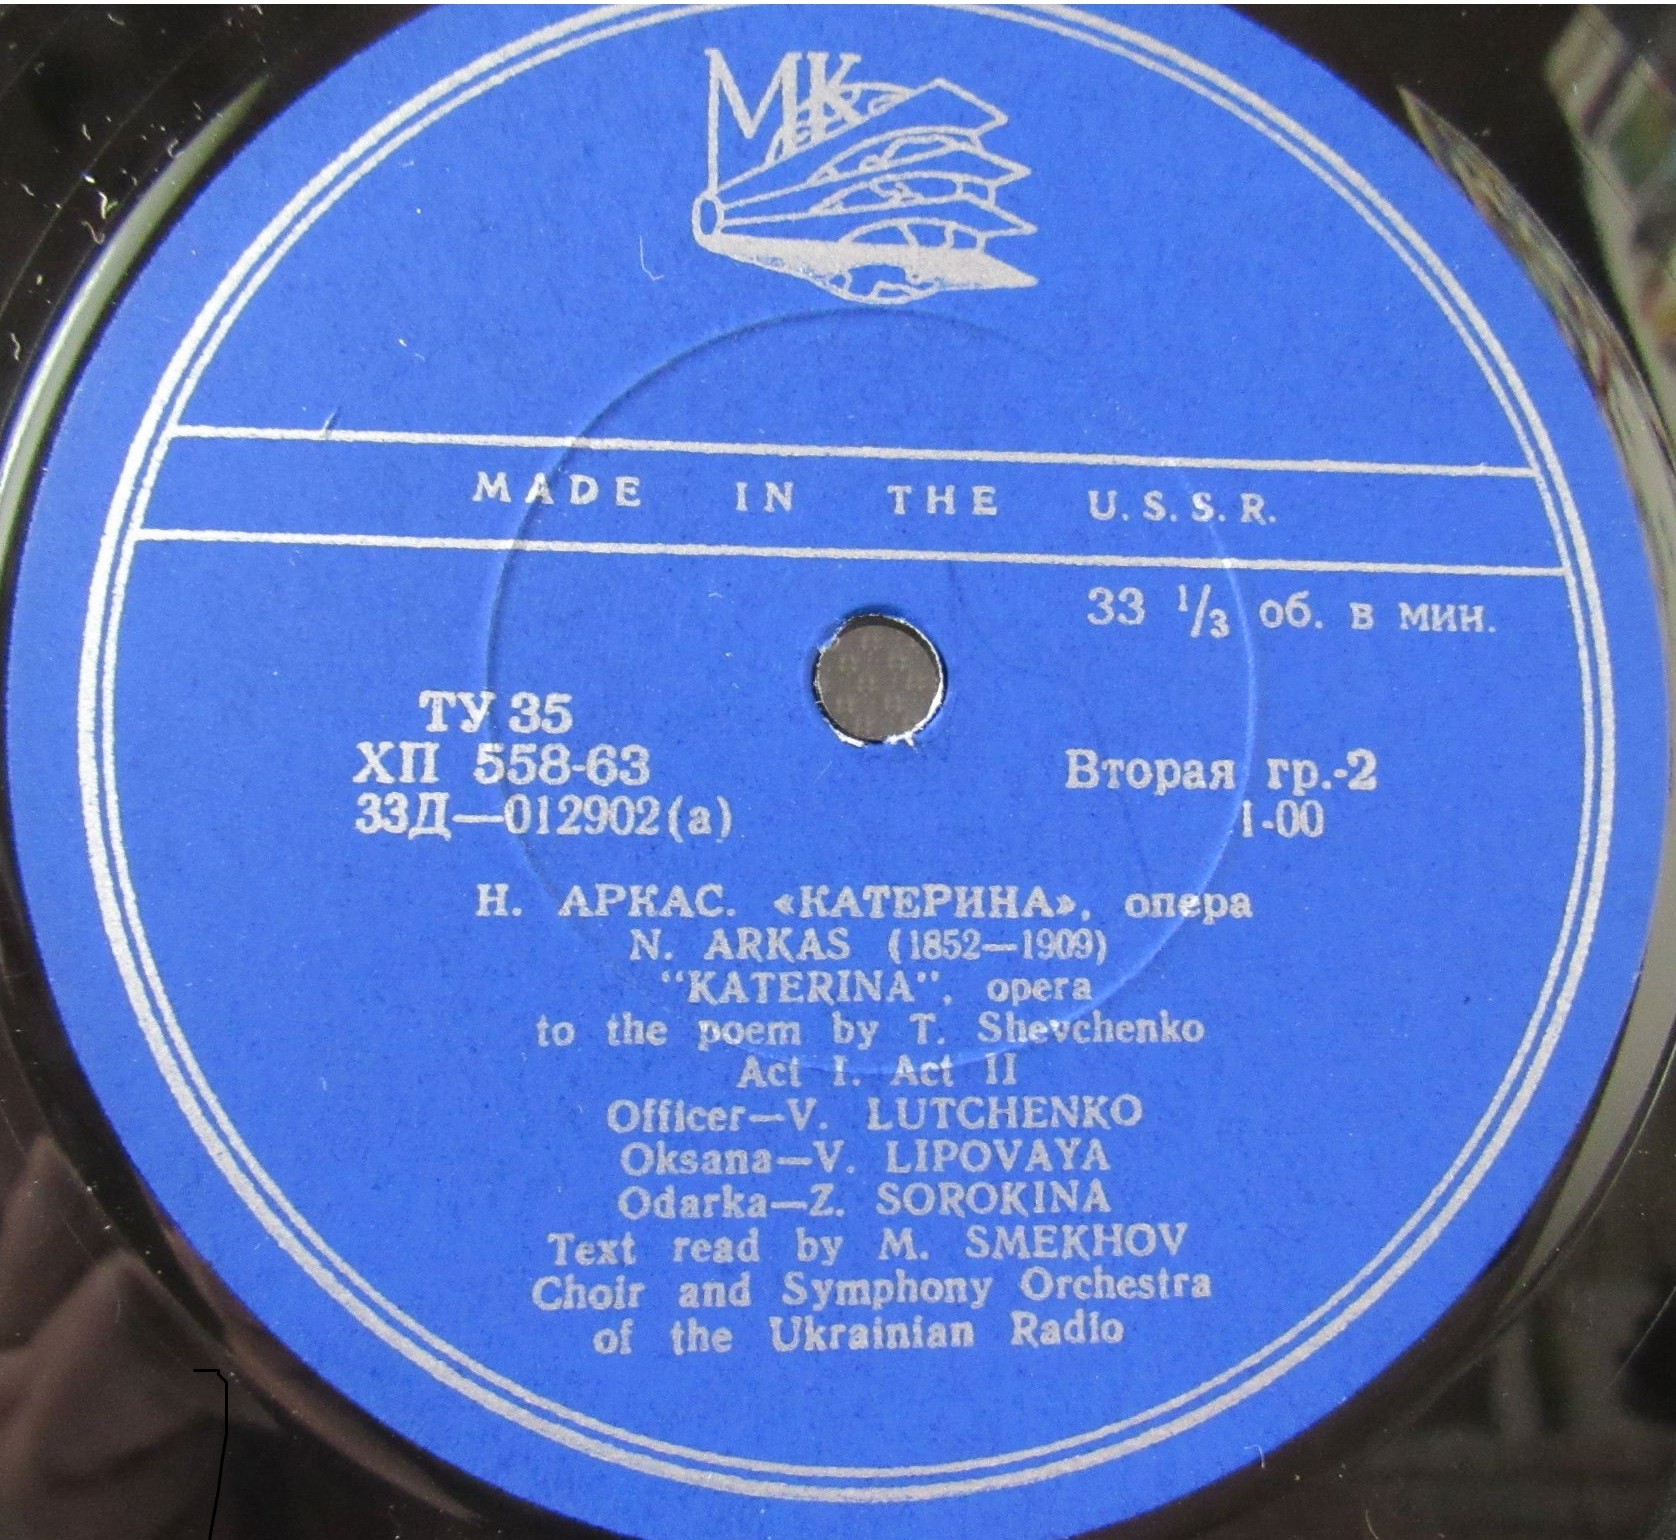 МК
MADE IN THE U.S.S.R.
33 1/3 об. в мин.
ТУ 35
ХП 558-63
Вторая гр.-2
33Д—012902(а)
1-00
Н. АРКАС. «КАТЕРИНА», опера
N. ARKAS (1852—1909)
"KATERINA", opera
to the poem by T. Shevchenko
Act I. Act II
Officer—V. LUTCHENKO
Oksana—V. LIPOVAYA
Odarka—Z. SOROKINA
Text read by M. SMEKHOV
Choir and Symphony Orchestra
of the Ukrainian Radio